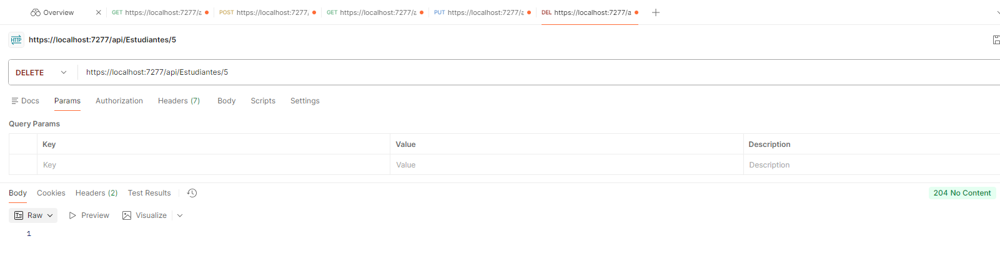 Overview GET https://localhost:7277/a POST https://localhost:7277/ GET https://localhost:7277/a PUT https://localhost:7277/a DEL https://localhost:7277/a
HTTP https://localhost:7277/api/Estudiantes/5
DELETE https://localhost:7277/api/Estudiantes/5
Docs Params Authorization Headers (7) Body Scripts Settings
Query Params
Key Value Description
Key Value Description
Body Cookies Headers (2) Test Results 204 No Content
Raw Preview Visualize
1